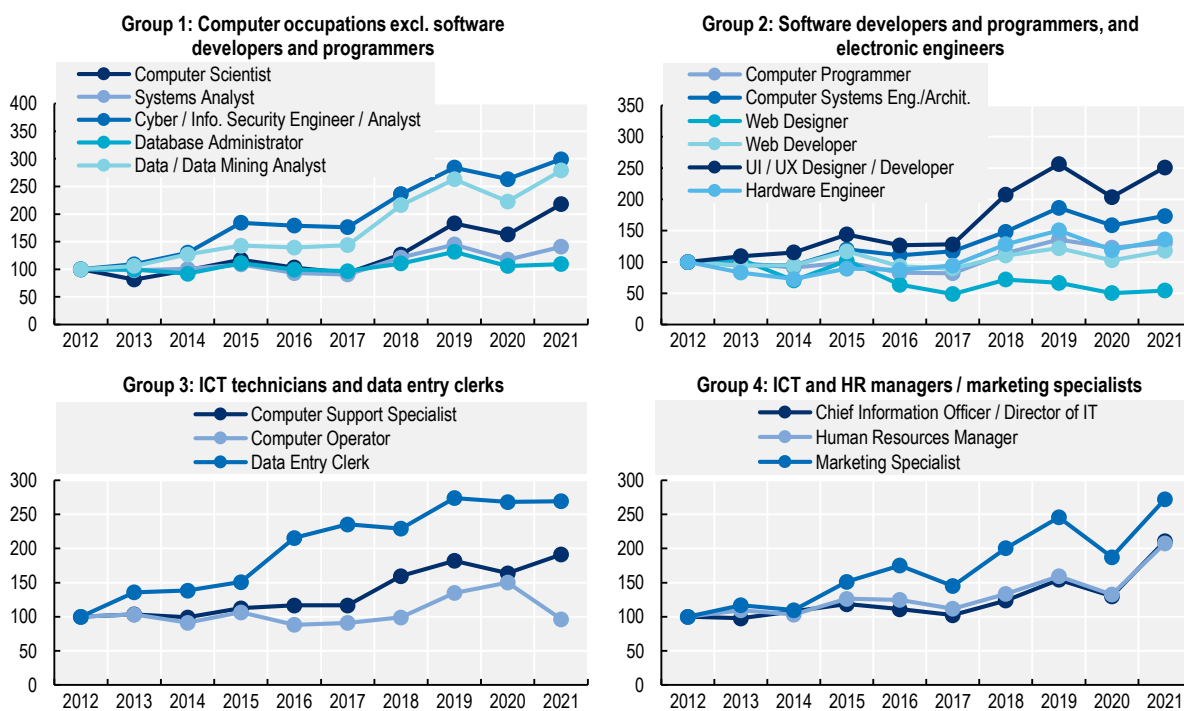 Group 1: Computer occupations excl. software
developers and programmers
Computer Scientist
Systems Analyst
Cyber / Info. Security Engineer / Analyst
Database Administrator
Data / Data Mining Analyst
400
350
300
250
200
150
100
50
0
2012 2013 2014 2015 2016 2017 2018 2019 2020 2021
Group 2: Software developers and programmers, and
electronic engineers
Computer Programmer
Computer Systems Eng./Archit.
Web Designer
Web Developer
UI / UX Designer / Developer
Hardware Engineer
350
300
250
200
150
100
50
0
2012 2013 2014 2015 2016 2017 2018 2019 2020 2021
Group 3: ICT technicians and data entry clerks
Computer Support Specialist
Computer Operator
Data Entry Clerk
300
250
200
150
100
50
0
2012 2013 2014 2015 2016 2017 2018 2019 2020 2021
Group 4: ICT and HR managers / marketing specialists
Chief Information Officer / Director of IT
Human Resources Manager
Marketing Specialist
300
250
200
150
100
50
0
2012 2013 2014 2015 2016 2017 2018 2019 2020 2021